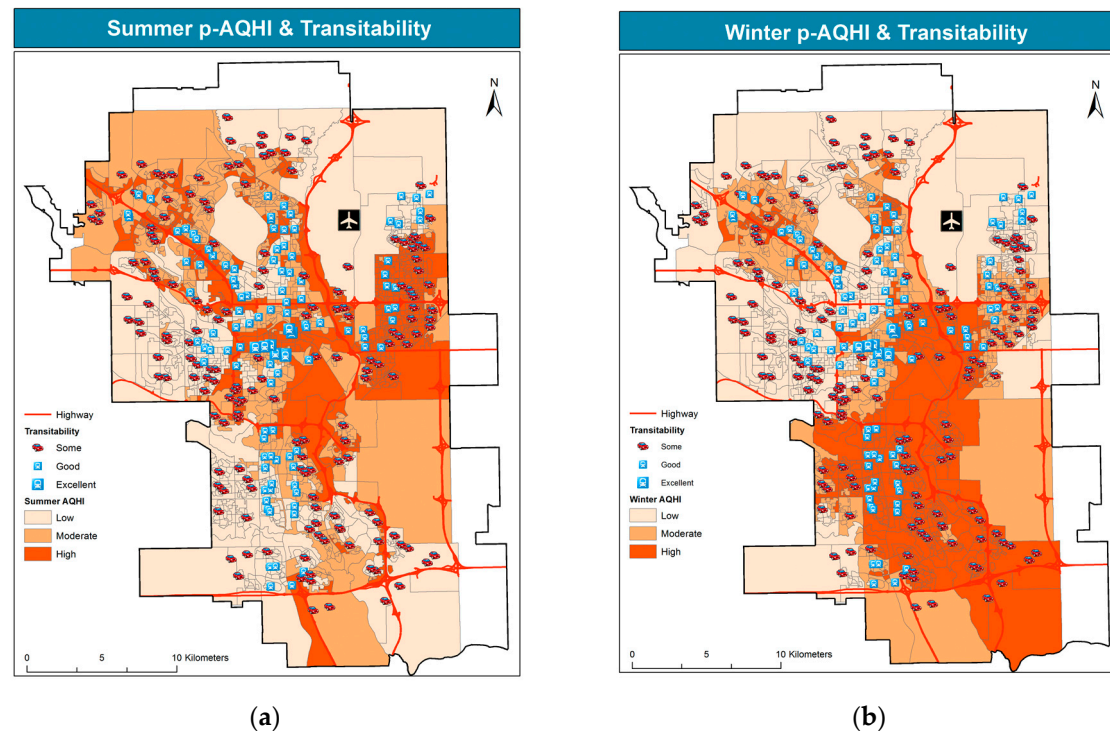 Summer p-AQHI & Transitability
N
Highway
Transitability
Some
Good
Excellent
Summer AQHI
Low
Moderate
High
0 5 10 Kilometers
(a)
Winter p-AQHI & Transitability
N
Highway
Transitability
Some
Good
Excellent
Winter AQHI
Low
Moderate
High
0 5 10 Kilometers
(b)